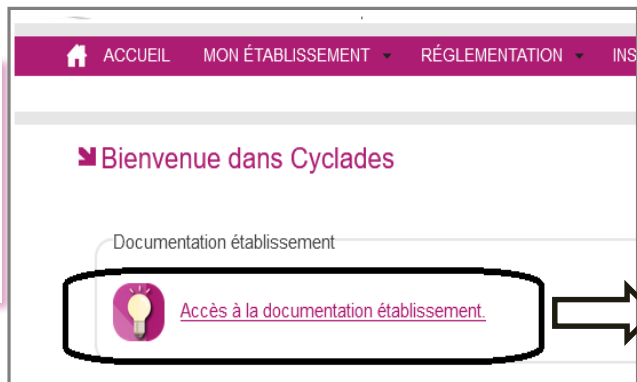 ACCUEIL MON ÉTABLISSEMENT RÉGLEMENTATION INS
Bienvenue dans Cyclades
Documentation établissement
Accès à la documentation établissement.